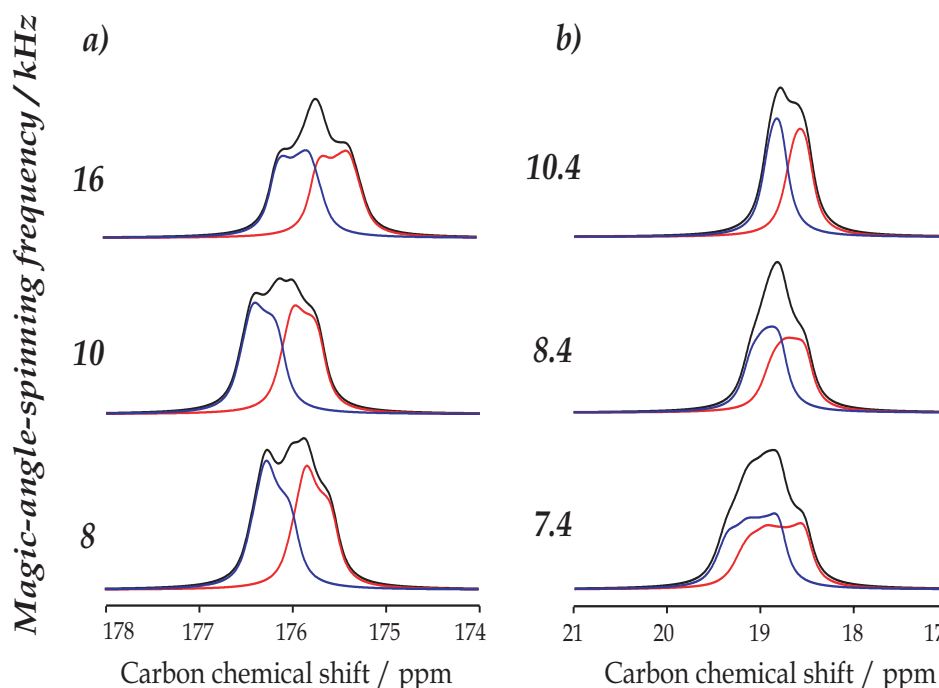 Magic-angle-spinning frequency / kHz
a)
16
10
8
178 177 176 175 174
Carbon chemical shift / ppm
b)
10.4
8.4
7.4
21 20 19 18 17
Carbon chemical shift / ppm